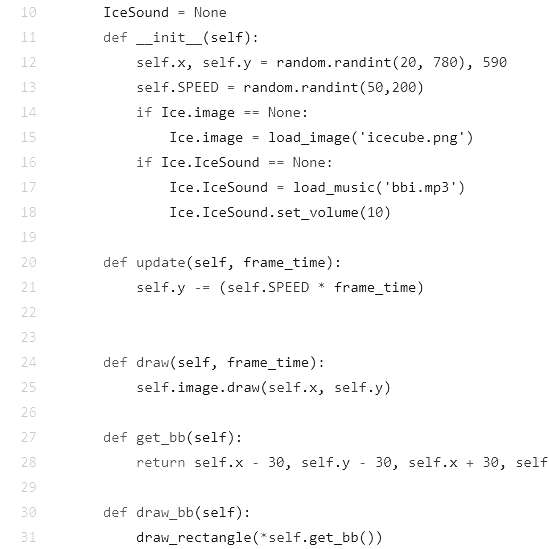 10 IceSound = None
11 def __init__(self):
12 self.x, self.y = random.randint(20, 780), 590
13 self.SPEED = random.randint(50,200)
14 if Ice.image == None:
15 Ice.image = load_image('icecube.png')
16 if Ice.IceSound == None:
17 Ice.IceSound = load_music('bbi.mp3')
18 Ice.IceSound.set_volume(10)
19
20 def update(self, frame_time):
21 self.y -= (self.SPEED * frame_time)
22
23
24 def draw(self, frame_time):
25 self.image.draw(self.x, self.y)
26
27 def get_bb(self):
28 return self.x - 30, self.y - 30, self.x + 30, self
29
30 def draw_bb(self):
31 draw_rectangle(*self.get_bb())